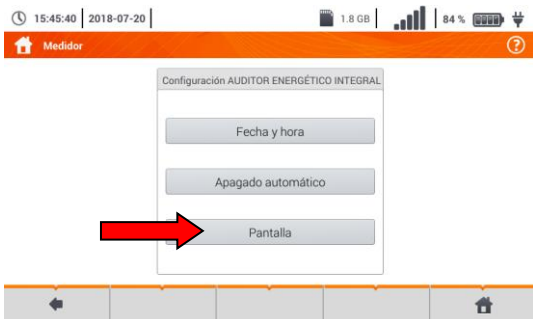 15:45:40 2018-07-20 1.8 GB 84 %
Medidor ?
Configuración AUDITOR ENERGÉTICO INTEGRAL
Fecha y hora
Apagado automático
Pantalla